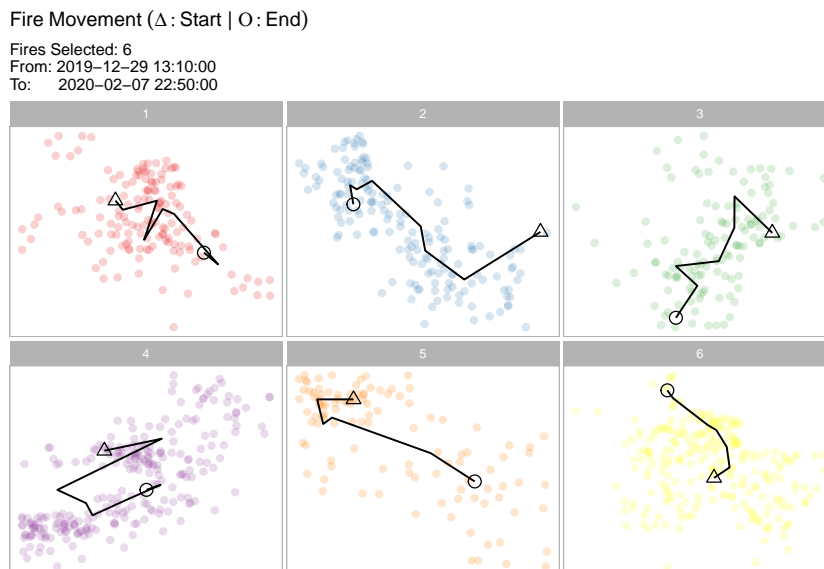 Fire Movement (Δ : Start | O : End)
Fires Selected: 6
From: 2019−12−29 13:10:00
To: 2020−02−07 22:50:00
1
2
3
4
5
6